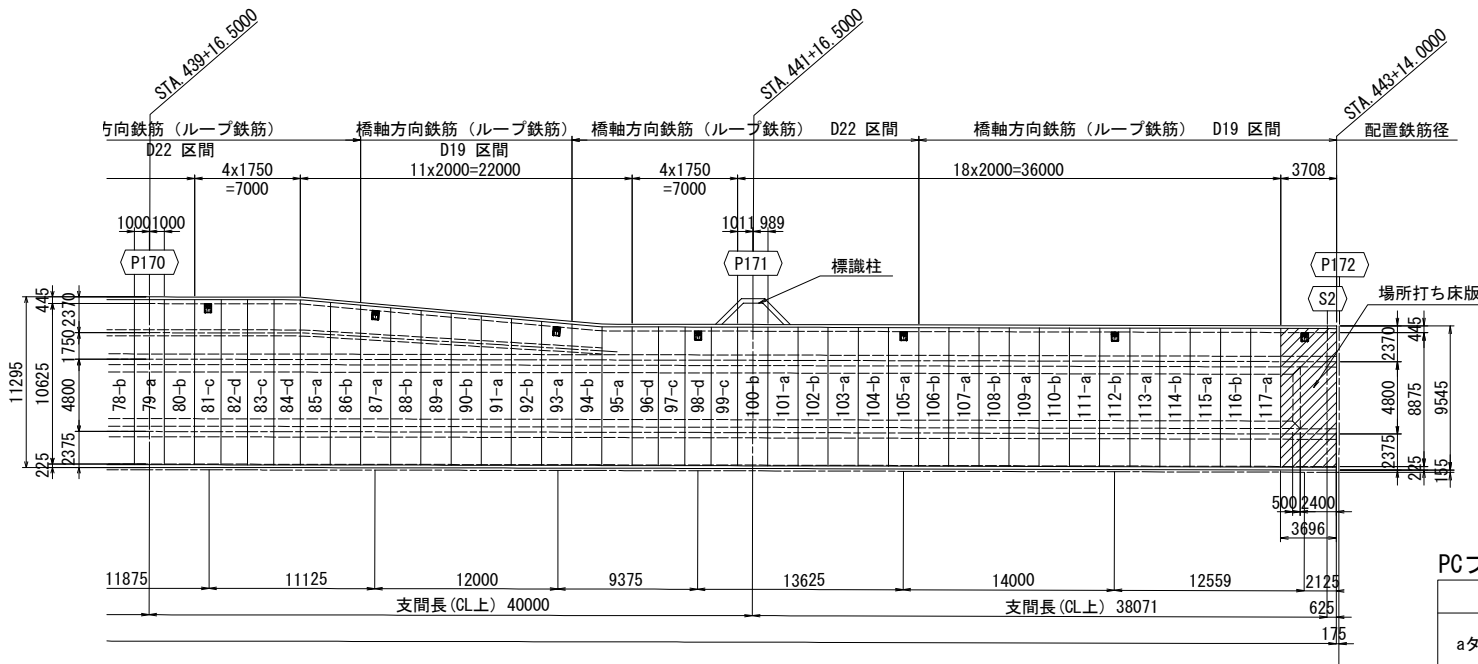 STA.439+16.5000
STA.441+16.5000
STA.443+14.0000
方向鉄筋（ループ鉄筋）
D22 区間
橋軸方向鉄筋（ループ鉄筋）
D19 区間
橋軸方向鉄筋（ループ鉄筋） D22 区間
橋軸方向鉄筋（ループ鉄筋） D19 区間
配置鉄筋径
4x1750
=7000
11x2000=22000
4x1750
=7000
18x2000=36000
3708
1000
1000
1011
989
P170
P171
P172
S2
標識柱
場所打ち床版
11295
445
10625
225
2370
1750
4800
2375
78-b
79-a
80-b
81-c
82-d
83-c
84-d
85-a
86-b
87-a
88-b
89-a
90-b
91-a
92-b
93-a
94-b
95-a
96-d
97-c
98-d
99-c
100-b
101-a
102-b
103-a
104-b
105-a
106-b
107-a
108-b
109-a
110-b
111-a
112-b
113-a
114-b
115-a
116-b
117-a
2370
4800
2375
445
8875
225
9545
155
500
2400
3696
11875
11125
12000
9375
13625
14000
12559
2125
支間長(CL上) 40000
支間長(CL上) 38071
625
175
PCプ
aタ